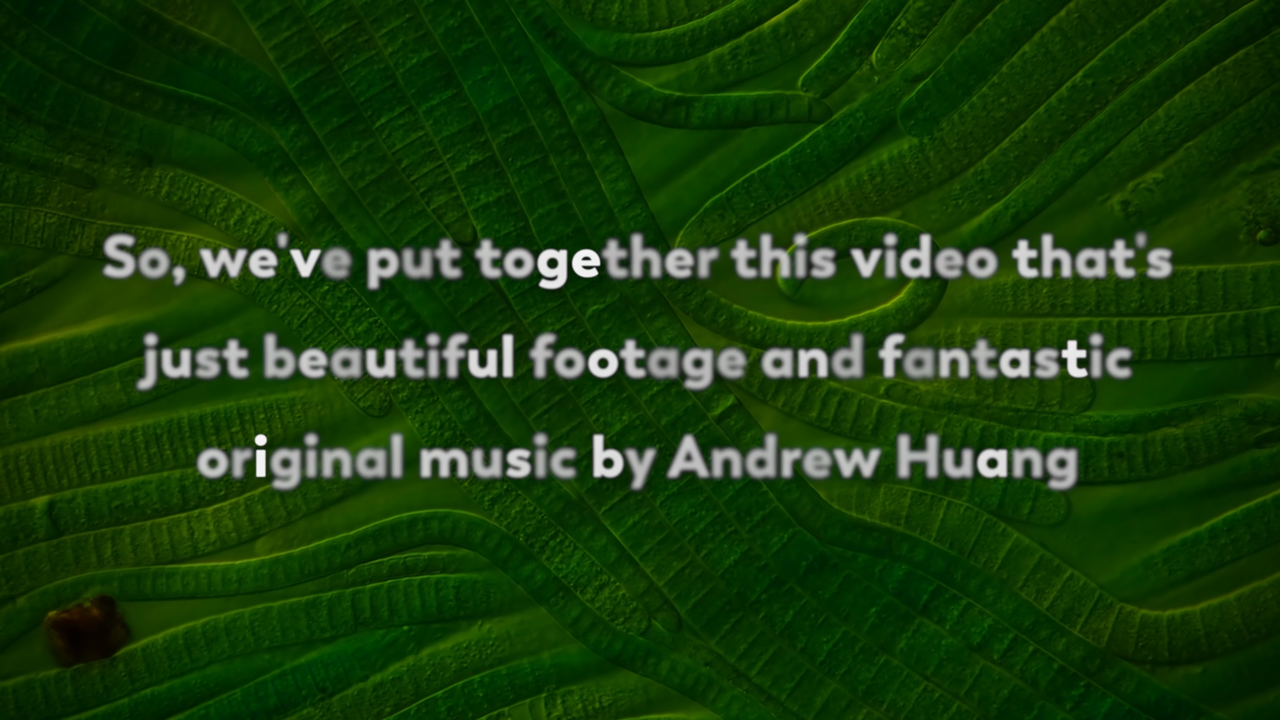 So, we've put together this video that's
just beautiful footage and fantastic
original music by Andrew Huang